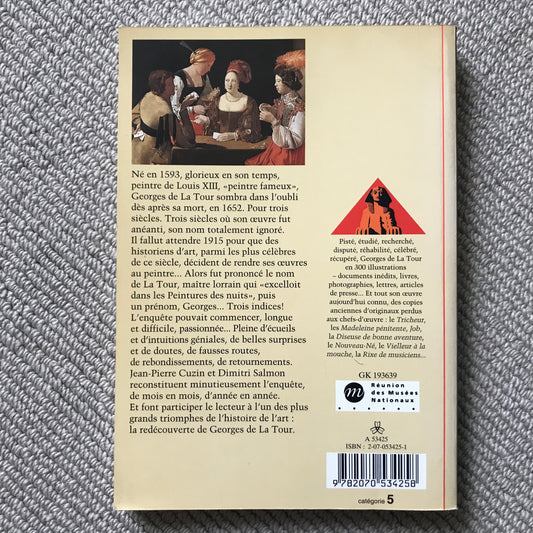 Né en 1593, glorieux en son temps,
peintre de Louis XIII, «peintre fameux»,
Georges de La Tour sombra dans l'oubli
dès après sa mort, en 1652. Pour trois
siècles. Trois siècles où son œuvre fut
anéanti, son nom totalement ignoré.
Il fallut attendre 1915 pour que des
historiens d'art, parmi les plus célèbres
de ce siècle, décident de rendre ses œuvres
au peintre... Alors fut prononcé le nom
de La Tour, maître lorrain qui «excelloit
dans les Peintures des nuits», puis
un prénom, Georges... Trois indices!
L'enquête pouvait commencer, longue
et difficile, passionnée... Pleine d'écueils
et d'intuitions géniales, de belles surprises
et de doutes, de fausses routes,
de rebondissements, de retournements.
Jean-Pierre Cuzin et Dimitri Salmon
reconstituent minutieusement l'enquête,
de mois en mois, d'année en année.
Et font participer le lecteur à l'un des plus
grands triomphes de l'histoire de l'art :
la redécouverte de Georges de La Tour.
Pisté, étudié, recherché,
disputé, réhabilité, célébré,
récupéré, Georges de La Tour
en 300 illustrations
– documents inédits, livres,
photographies, lettres, articles
de presse... Et tout son œuvre
aujourd'hui connu, des copies
anciennes d'originaux perdus
aux chefs-d'œuvre : le Tricheur,
les Madeleine pénitente, Job,
la Diseuse de bonne aventure,
le Nouveau-Né, le Vielleur à la
mouche, la Rixe de musiciens...
GK 193639
m
Réunion
des Musées
Nationaux
A 53425
ISBN : 2-07-053425-1
9 782070 534258
catégorie 5